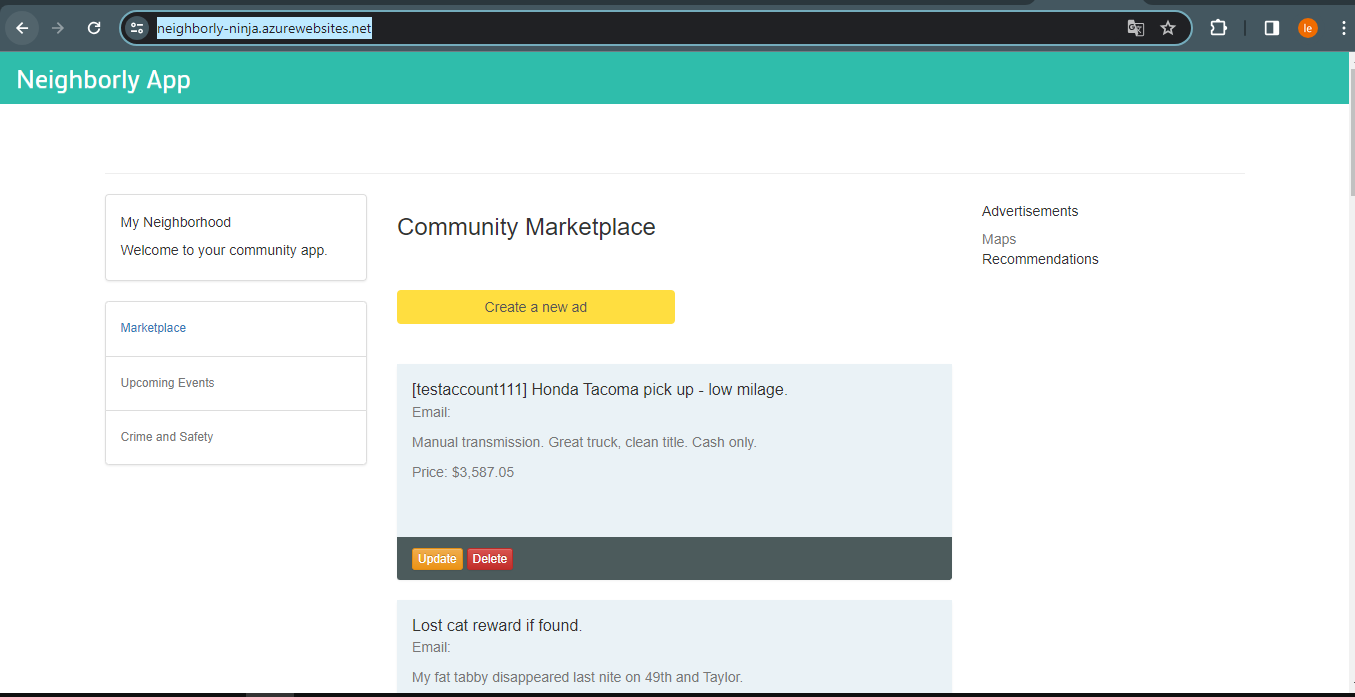 neighborly-ninja.azurewebsites.net
le
Neighborly App
My Neighborhood
Welcome to your community app.
Marketplace
Upcoming Events
Crime and Safety
Community Marketplace
Create a new ad
[testaccount111] Honda Tacoma pick up - low milage.
Email:
Manual transmission. Great truck, clean title. Cash only.
Price: $3,587.05
Update Delete
Lost cat reward if found.
Email:
My fat tabby disappeared last nite on 49th and Taylor.
Advertisements
Maps
Recommendations